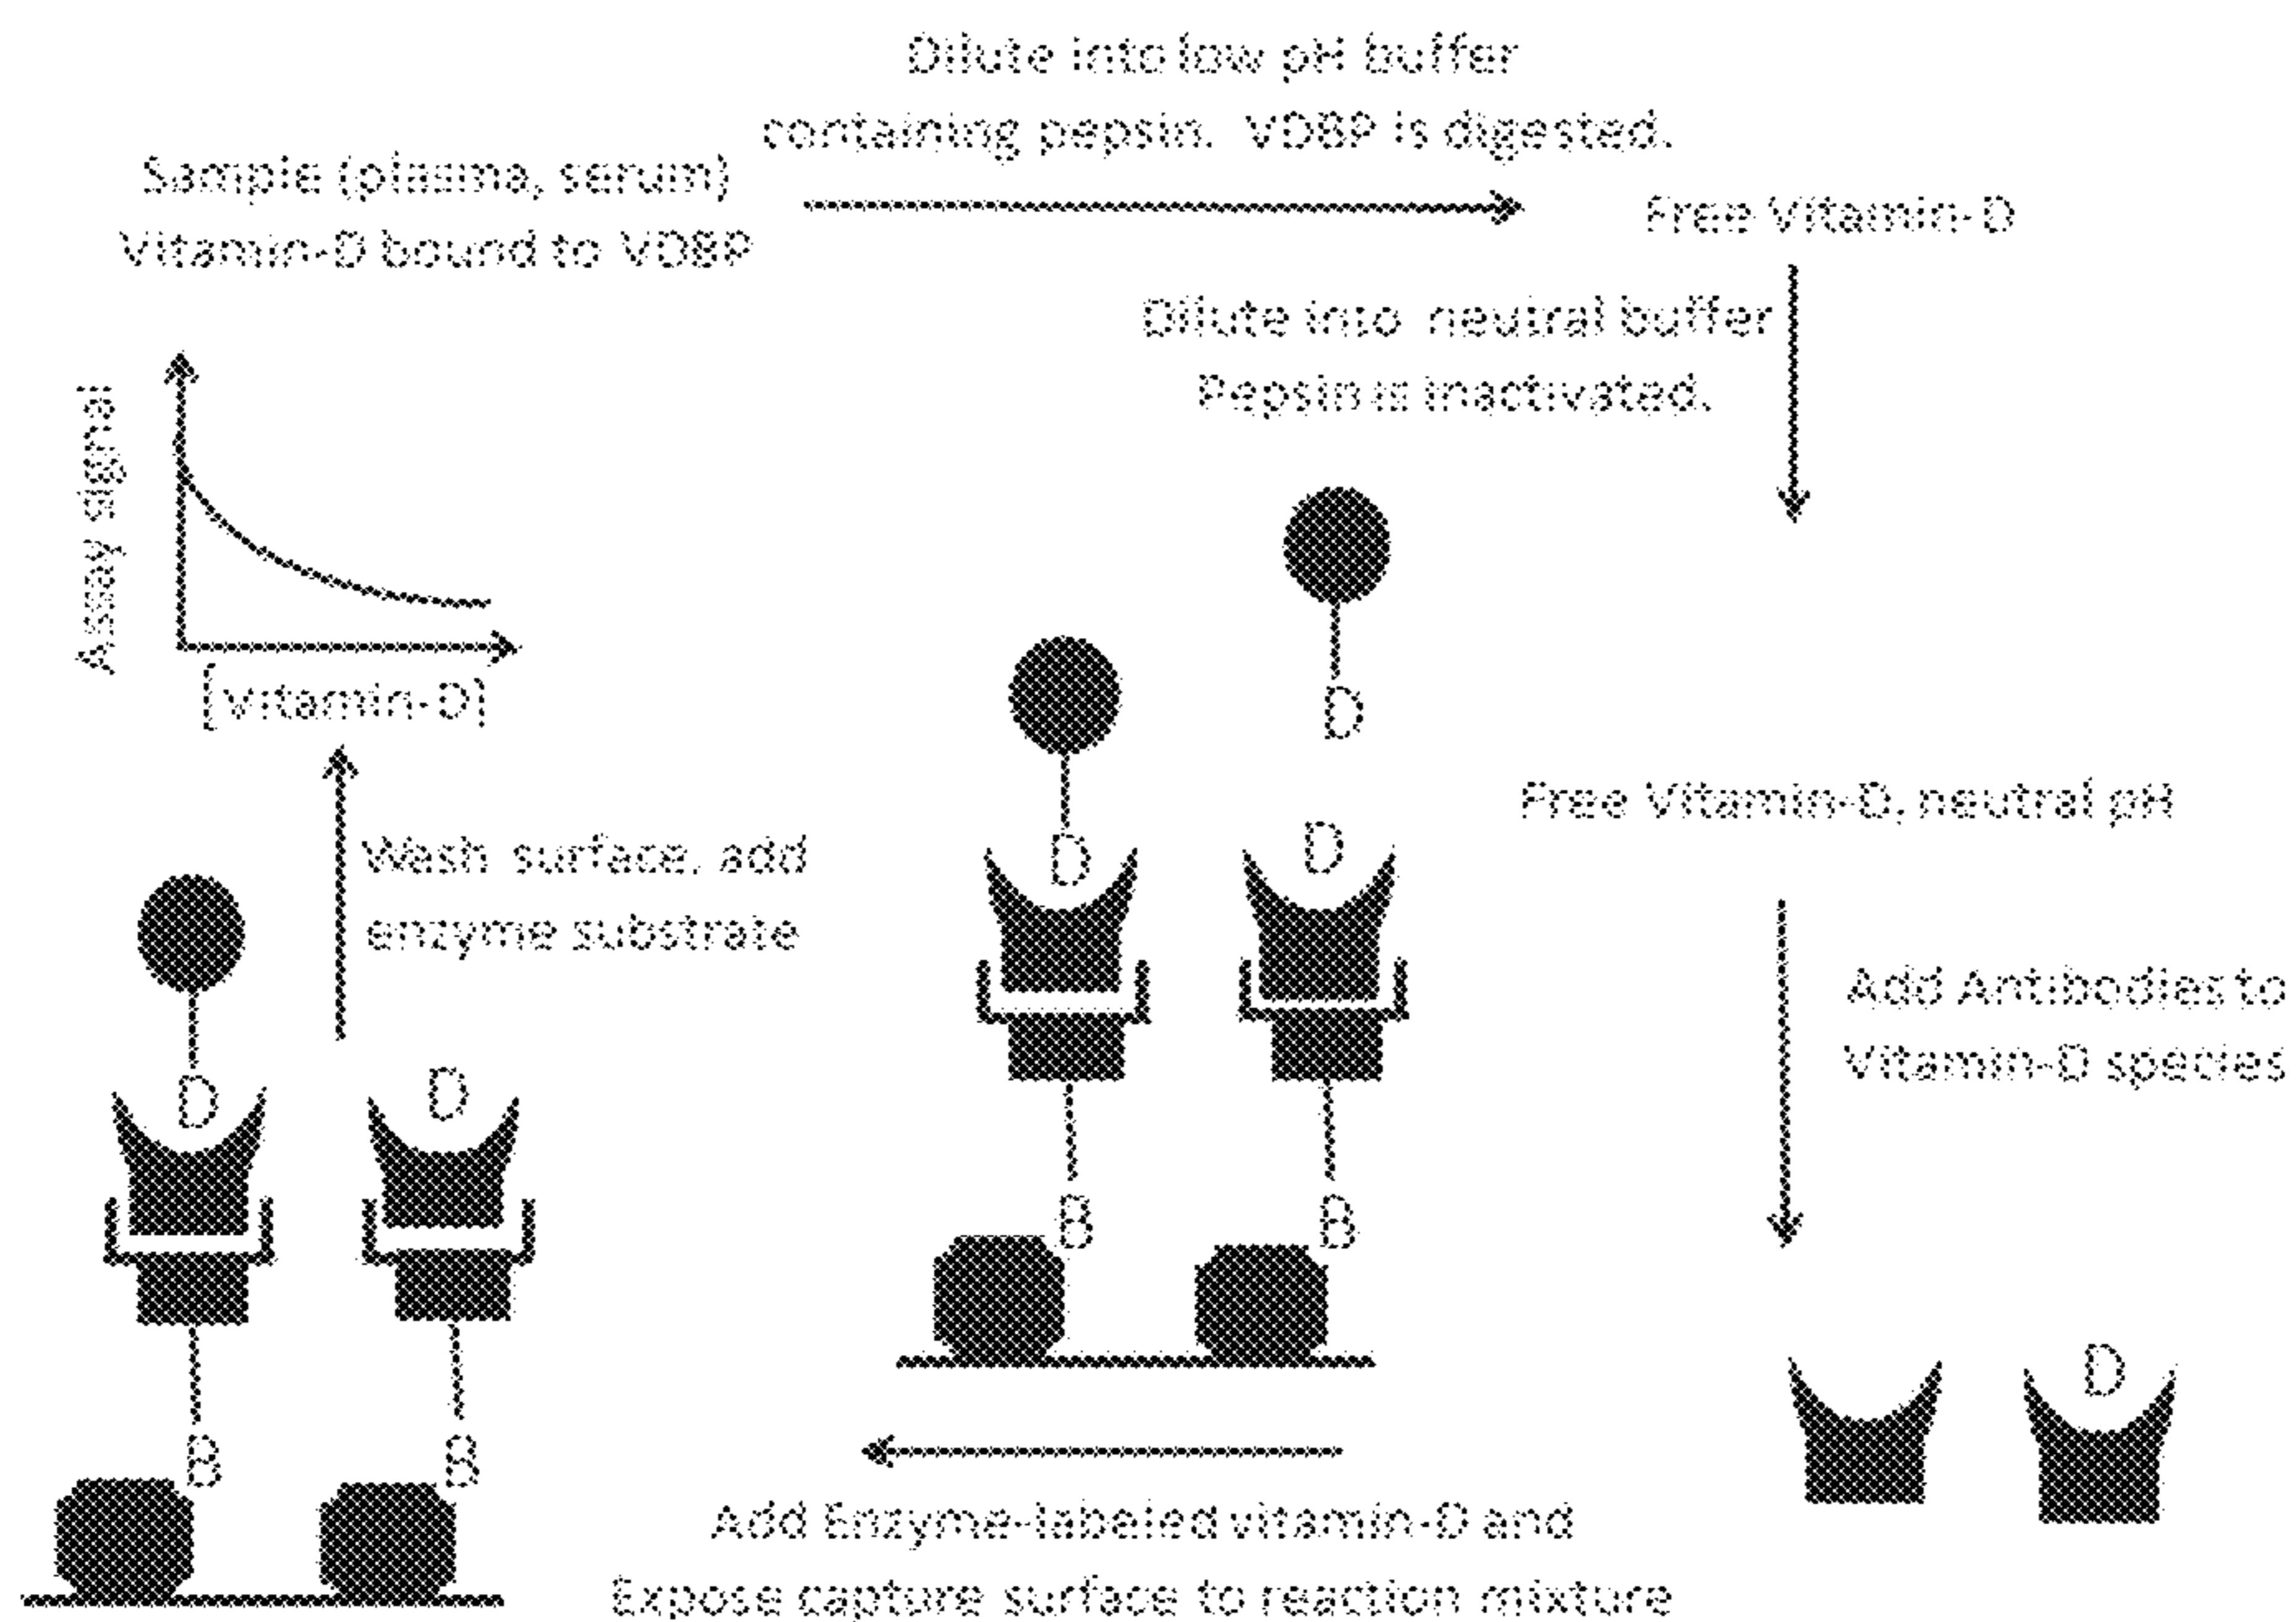 Dilute into low pH buffer
containing pepsin. VDBP is digested.
Sample (plasma, serum)
Vitamin-D bound to VDBP
Free Vitamin-D
Dilute into neutral buffer
Pepsin is inactivated.
Assay signal
[vitamin-D]
D
Free Vitamin-D, neutral pH
Wash surface, add
enzyme substrate
D D
Add Antibodies to
Vitamin-D species
D D
B B
D
B B
Add Enzyme-labeled vitamin-D and
Expose capture surface to reaction mixture